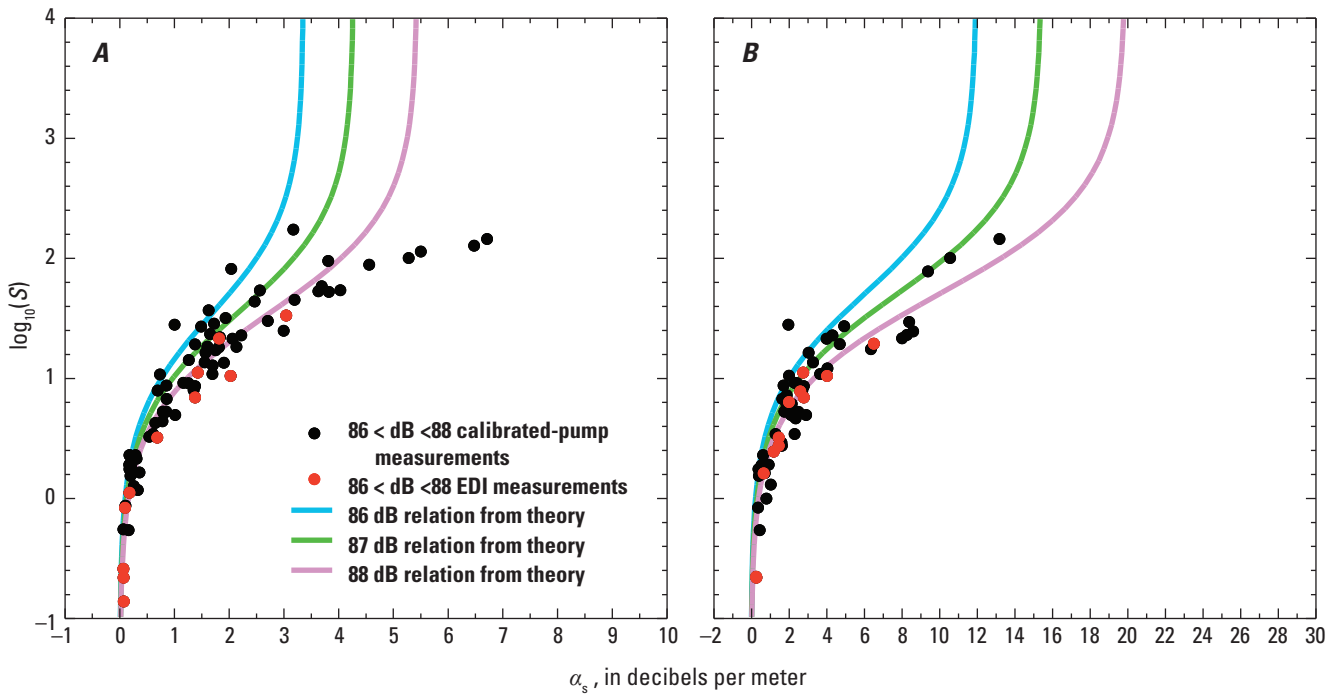 A
B
log10(S)
4
3
2
1
0
−1
86 < dB <88 calibrated-pump
measurements
86 < dB <88 EDI measurements
86 dB relation from theory
87 dB relation from theory
88 dB relation from theory
−1 0 1 2 3 4 5 6 7 8 9 10
−2 0 2 4 6 8 10 12 14 16 18 20 22 24 26 28 30
αs , in decibels per meter